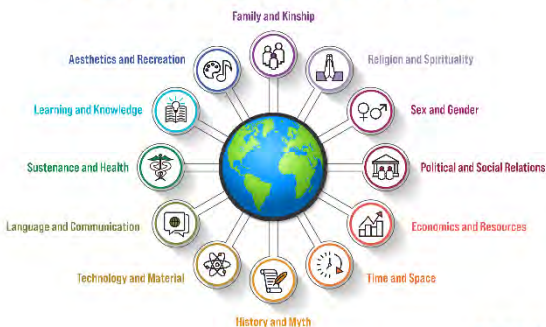 Family and Kinship
Aesthetics and Recreation
Religion and Spirituality
Learning and Knowledge
Sex and Gender
Sustenance and Health
Political and Social Relations
Language and Communication
Economics and Resources
Technology and Material
Time and Space
History and Myth